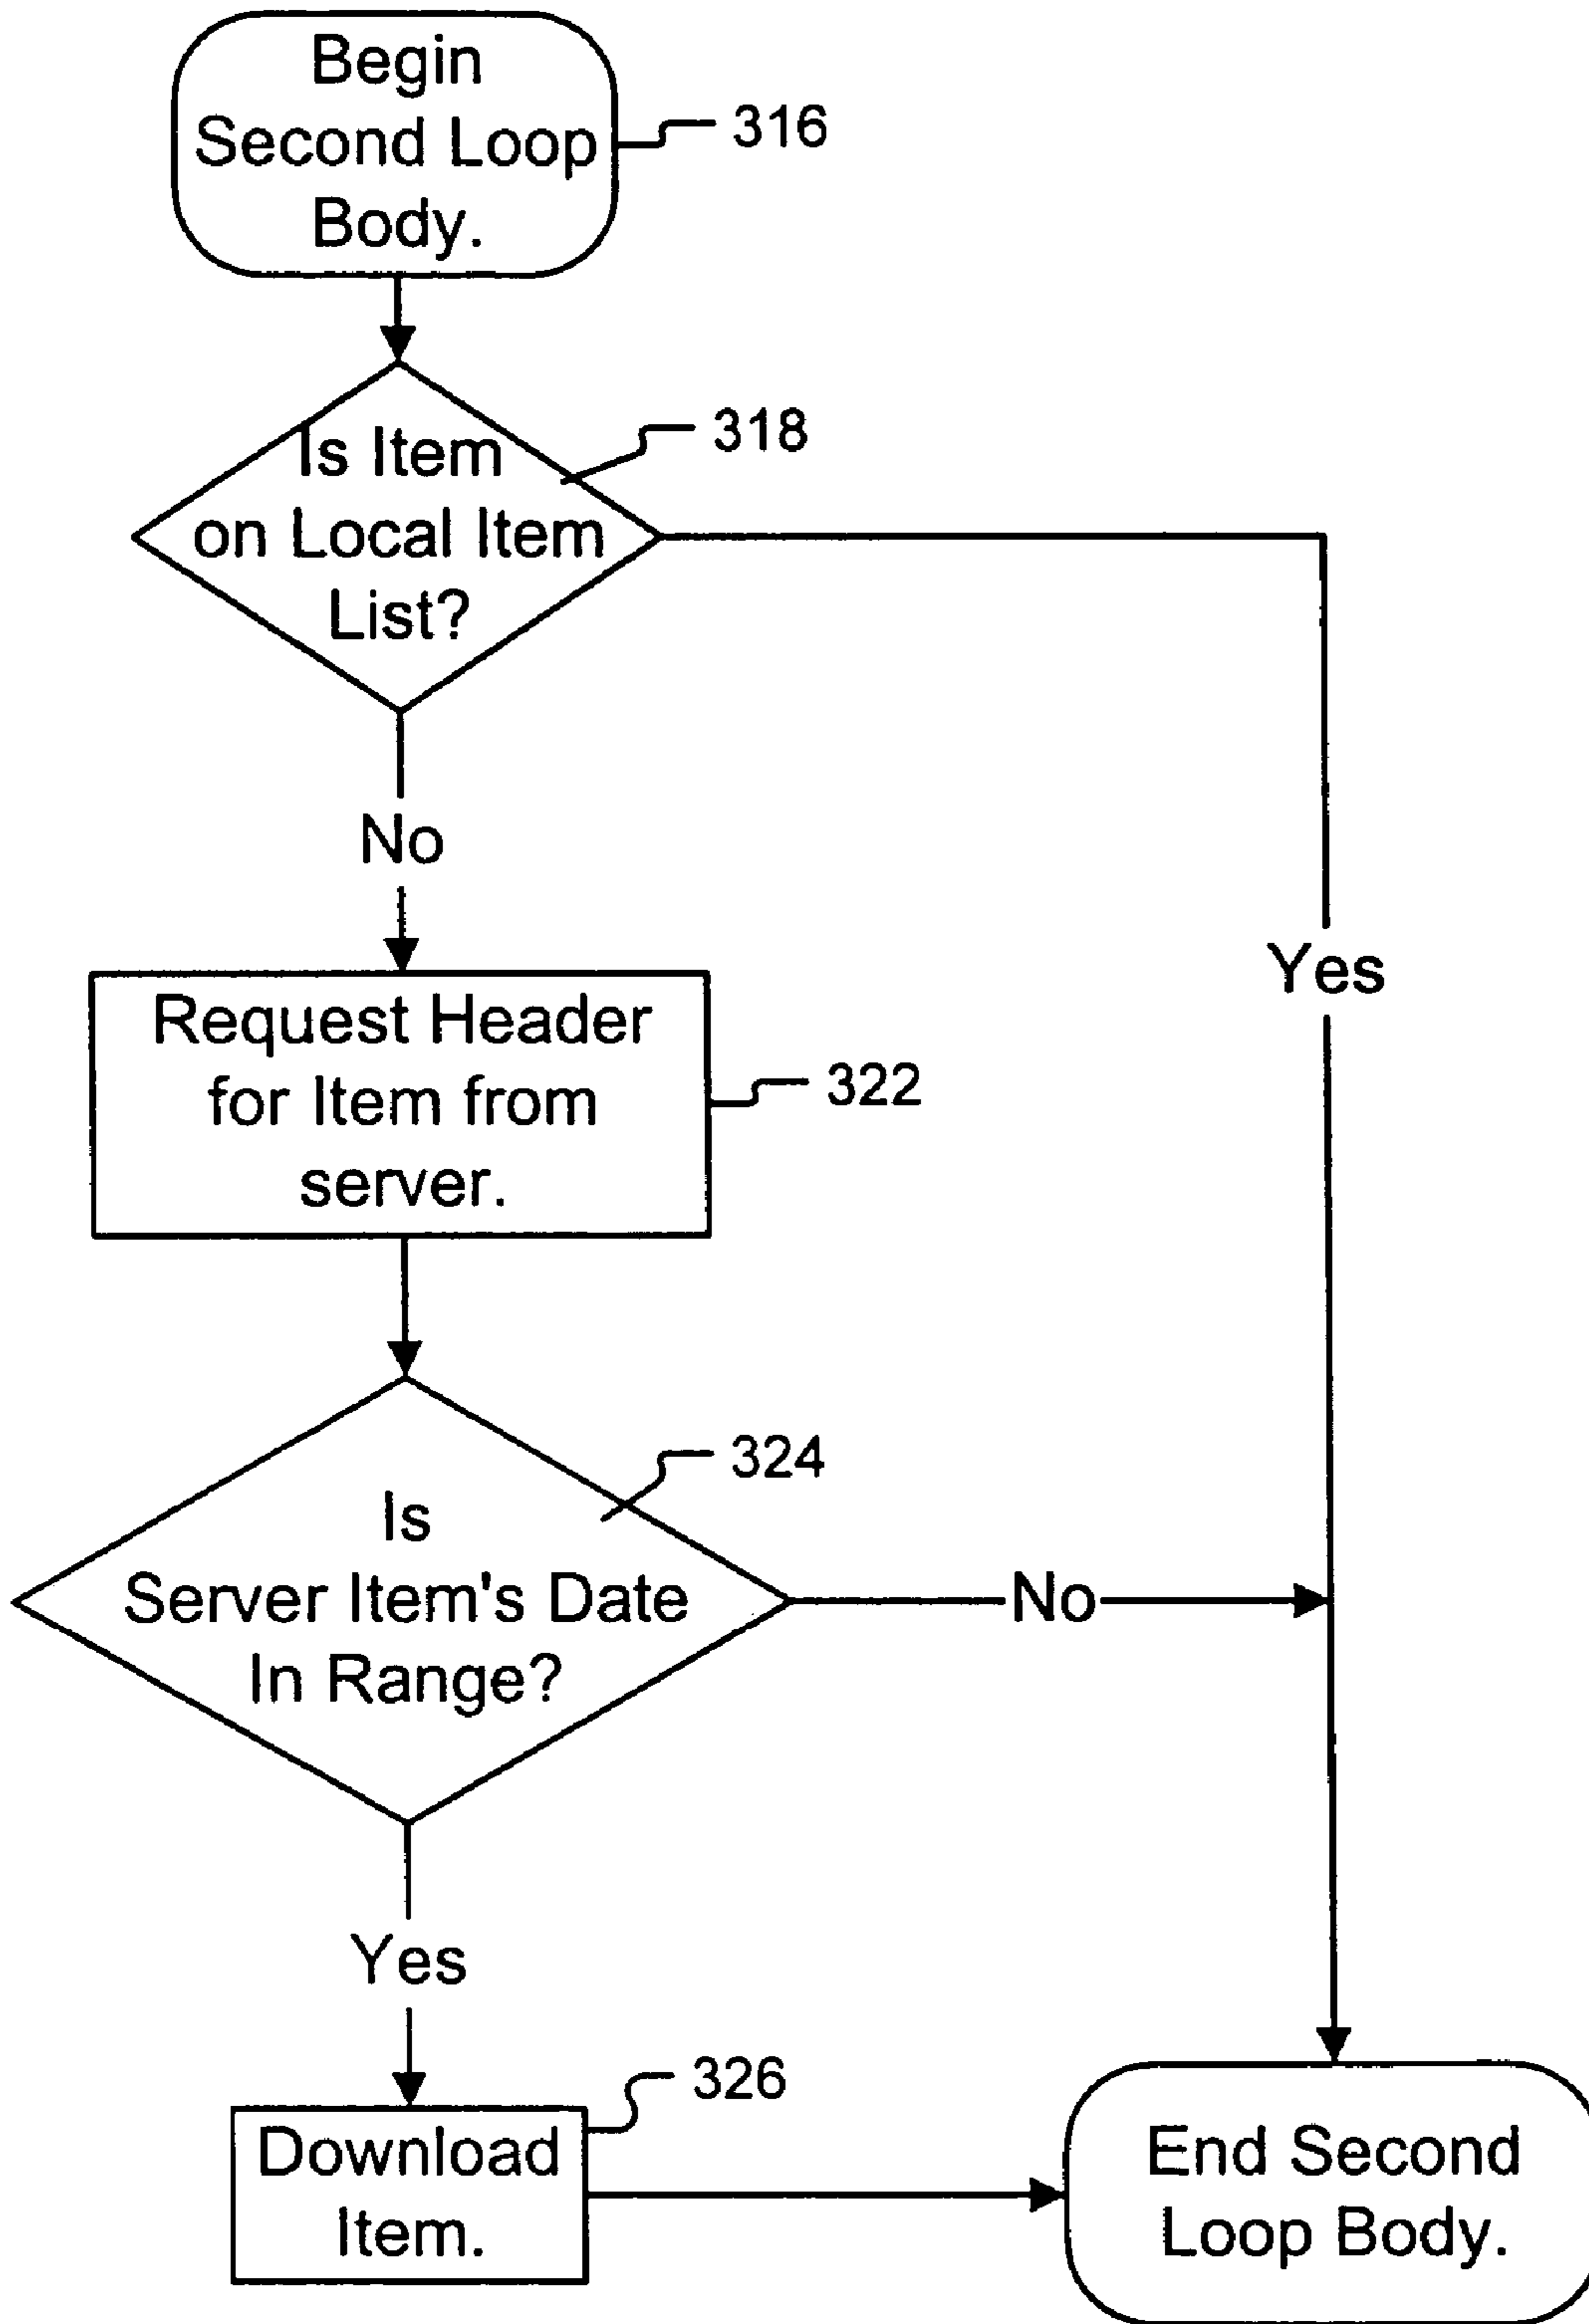 Begin
Second Loop
Body.
316
Is Item
on Local Item
List?
318
No
Yes
Request Header
for Item from
server.
322
Is
Server Item's Date
In Range?
324
No
Yes
Download
Item.
326
End Second
Loop Body.